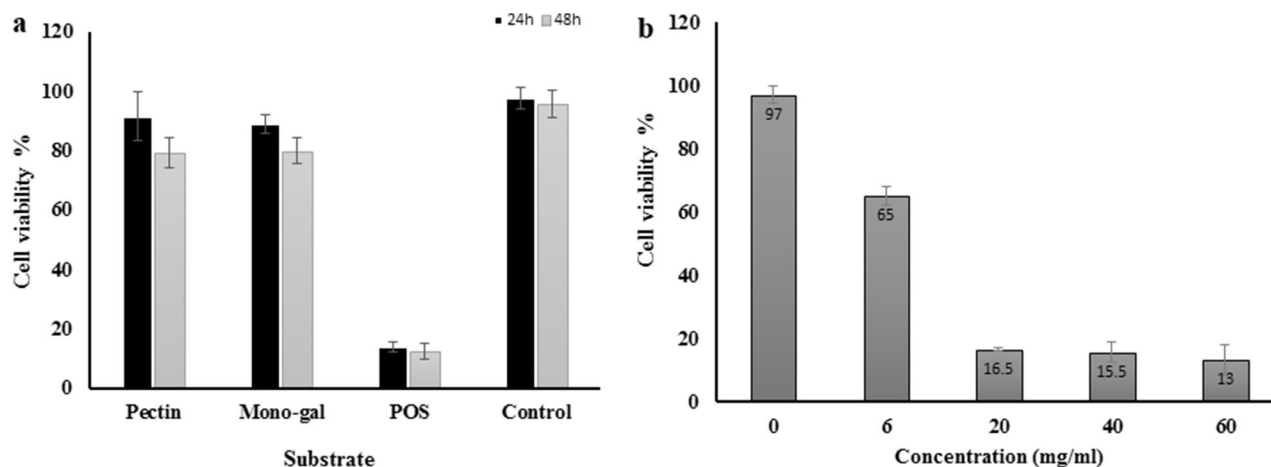 a
24h 48h
120
100
80
60
40
20
0
Cell viability %
Pectin Mono-gal POS Control
Substrate
b
120
100
80
60
40
20
0
Cell viability %
97
65
16.5
15.5
13
0 6 20 40 60
Concentration (mg/ml)